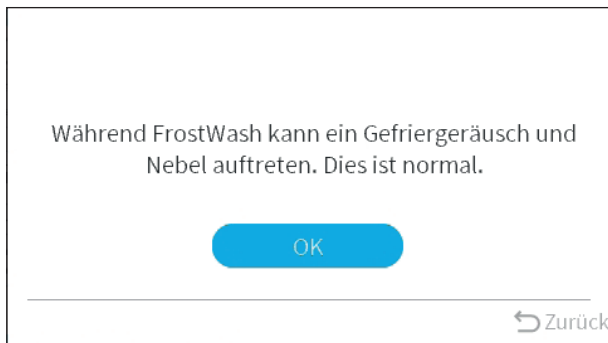 Während FrostWash kann ein Gefriergeräusch und
Nebel auftreten. Dies ist normal.
OK
Zurück